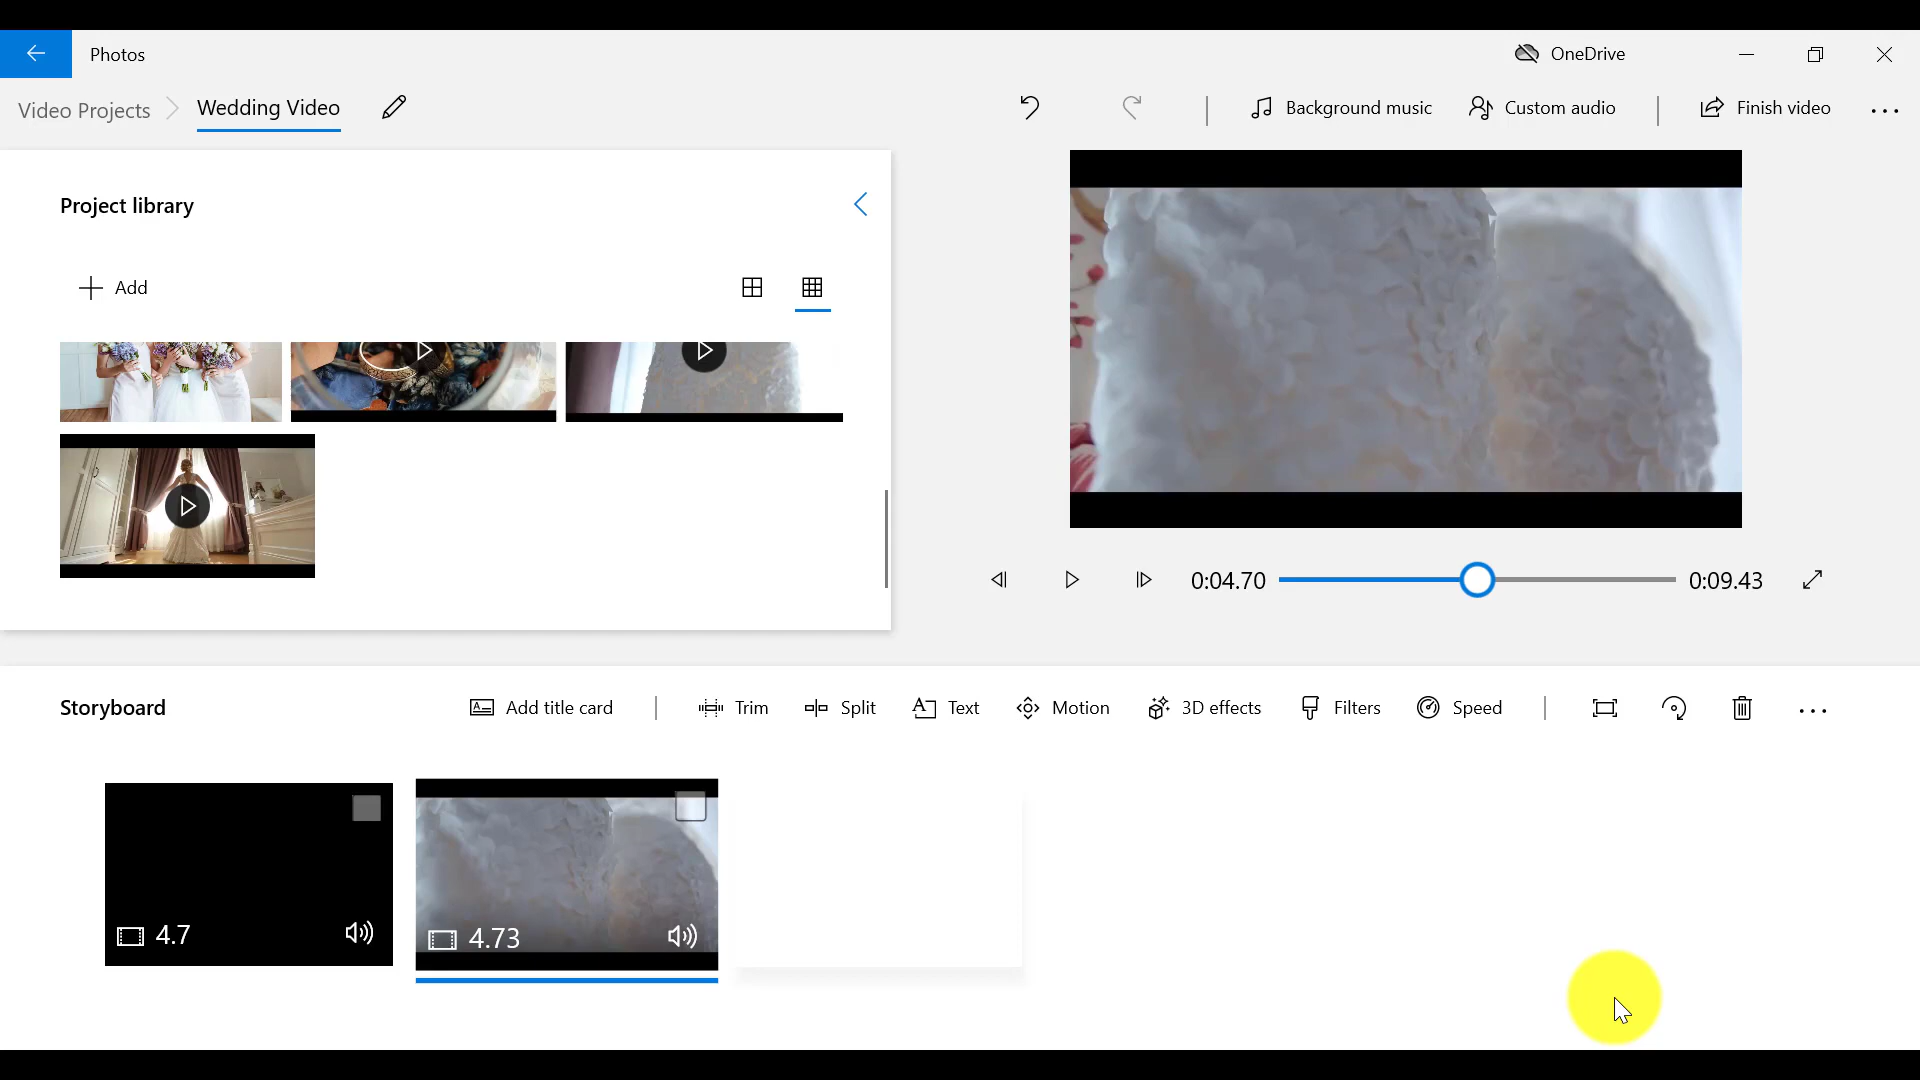 Photos
OneDrive
Video Projects
Wedding Video
Background music
Custom audio
Finish video
Project library
Add
0:04.70
0:09.43
Storyboard
Add title card
Trim
Split
Text
Motion
3D effects
Filters
Speed
4.7
4.73